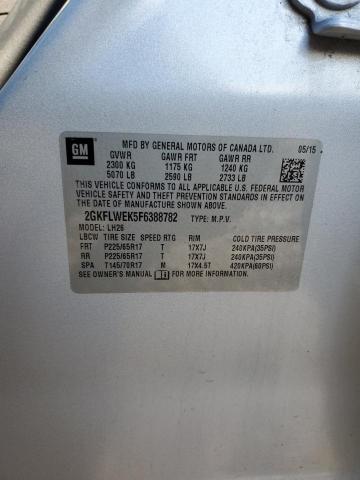 GM
MFD BY GENERAL MOTORS OF CANADA LTD. 05/15
GVWR GAWR FRT GAWR RR
2300 KG 1175 KG 1240 KG
5070 LB 2590 LB 2733 LB
THIS VEHICLE CONFORMS TO ALL APPLICABLE U.S. FEDERAL MOTOR
VEHICLE SAFETY AND THEFT PREVENTION STANDARDS IN EFFECT ON
THE DATE OF MANUFACTURE SHOWN ABOVE.
2GKFLWEK5F6388782 TYPE: M.P.V.
MODEL: LH26
LBCW TIRE SIZE SPEED RTG RIM COLD TIRE PRESSURE
FRT P225/65R17 T 17X7J 240KPA(35PSI)
RR P225/65R17 T 17X7J 240KPA(35PSI)
SPA T145/70R17 M 17X4.5T 420KPA(60PSI)
SEE OWNER'S MANUAL FOR MORE INFORMATION.